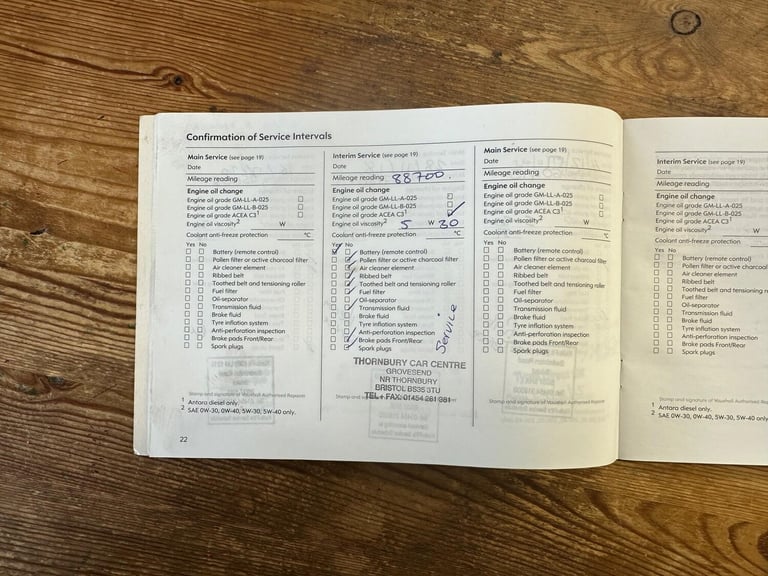 Confirmation of Service Intervals
Main Service (see page 19)
Date
Mileage reading
Engine oil change
Engine oil grade GM-LL-A-025
Engine oil grade GM-LL-B-025
Engine oil grade ACEA C3¹
Engine oil viscosity² W
Coolant anti-freeze protection °C
Yes No
Battery (remote control)
Pollen filter or active charcoal filter
Air cleaner element
Ribbed belt
Toothed belt and tensioning roller
Fuel filter
Oil-separator
Transmission fluid
Brake fluid
Tyre inflation system
Anti-perforation inspection
Brake pads Front/Rear
Spark plugs
Stamp and signature of Vauxhall Authorised Repairer
1 Antara diesel only.
2 SAE 0W-30, 0W-40, 5W-30, 5W-40 only.
22
Interim Service (see page 19)
Date
Mileage reading 88700.
Engine oil change
Engine oil grade GM-LL-A-025
Engine oil grade GM-LL-B-025
Engine oil grade ACEA C3¹
Engine oil viscosity² 5 W 30
Coolant anti-freeze protection °C
Yes No
Battery (remote control)
Pollen filter or active charcoal filter
Air cleaner element
Ribbed belt
Toothed belt and tensioning roller
Fuel filter
Oil-separator
Transmission fluid
Brake fluid
Tyre inflation system
Anti-perforation inspection
Brake pads Front/Rear
Spark plugs
Service
THORNBURY CAR CENTRE
GROVESEND
NR THORNBURY
BRISTOL BS35 3TU
TEL + FAX: 01454 281 381
Main Service (see page 19)
Date
Mileage reading
Engine oil change
Engine oil grade GM-LL-A-025
Engine oil grade GM-LL-B-025
Engine oil grade ACEA C3¹
Engine oil viscosity² W
Coolant anti-freeze protection °C
Yes No
Battery (remote control)
Pollen filter or active charcoal filter
Air cleaner element
Ribbed belt
Toothed belt and tensioning roller
Fuel filter
Oil-separator
Transmission fluid
Brake fluid
Tyre inflation system
Anti-perforation inspection
Brake pads Front/Rear
Spark plugs
Stamp and signature of Vauxhall Authorised Repairer
Interim Service (see page 19)
Date
Mileage reading
Engine oil change
Engine oil grade GM-LL-A-025
Engine oil grade GM-LL-B-025
Engine oil grade ACEA C3¹
Engine oil viscosity² W
Coolant anti-freeze protection
Yes No
Battery (remote control)
Pollen filter or active charcoal
Air cleaner element
Ribbed belt
Toothed belt and tensioning
Fuel filter
Oil-separator
Transmission fluid
Brake fluid
Tyre inflation system
Anti-perforation inspection
Brake pads Front/Rear
Spark plugs
Stamp and signature of Vauxhall Authorised
1 Antara diesel only.
2 SAE 0W-30, 0W-40, 5W-30, 5W-40 only.